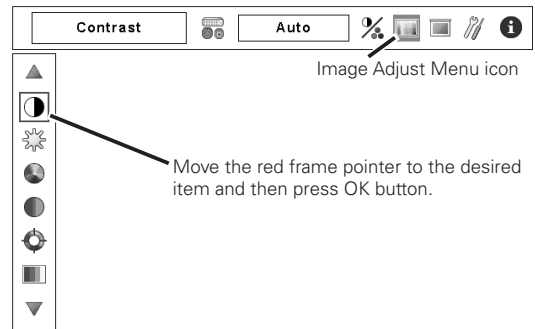 Contrast
Auto
Image Adjust Menu icon
Move the red frame pointer to the desired
item and then press OK button.